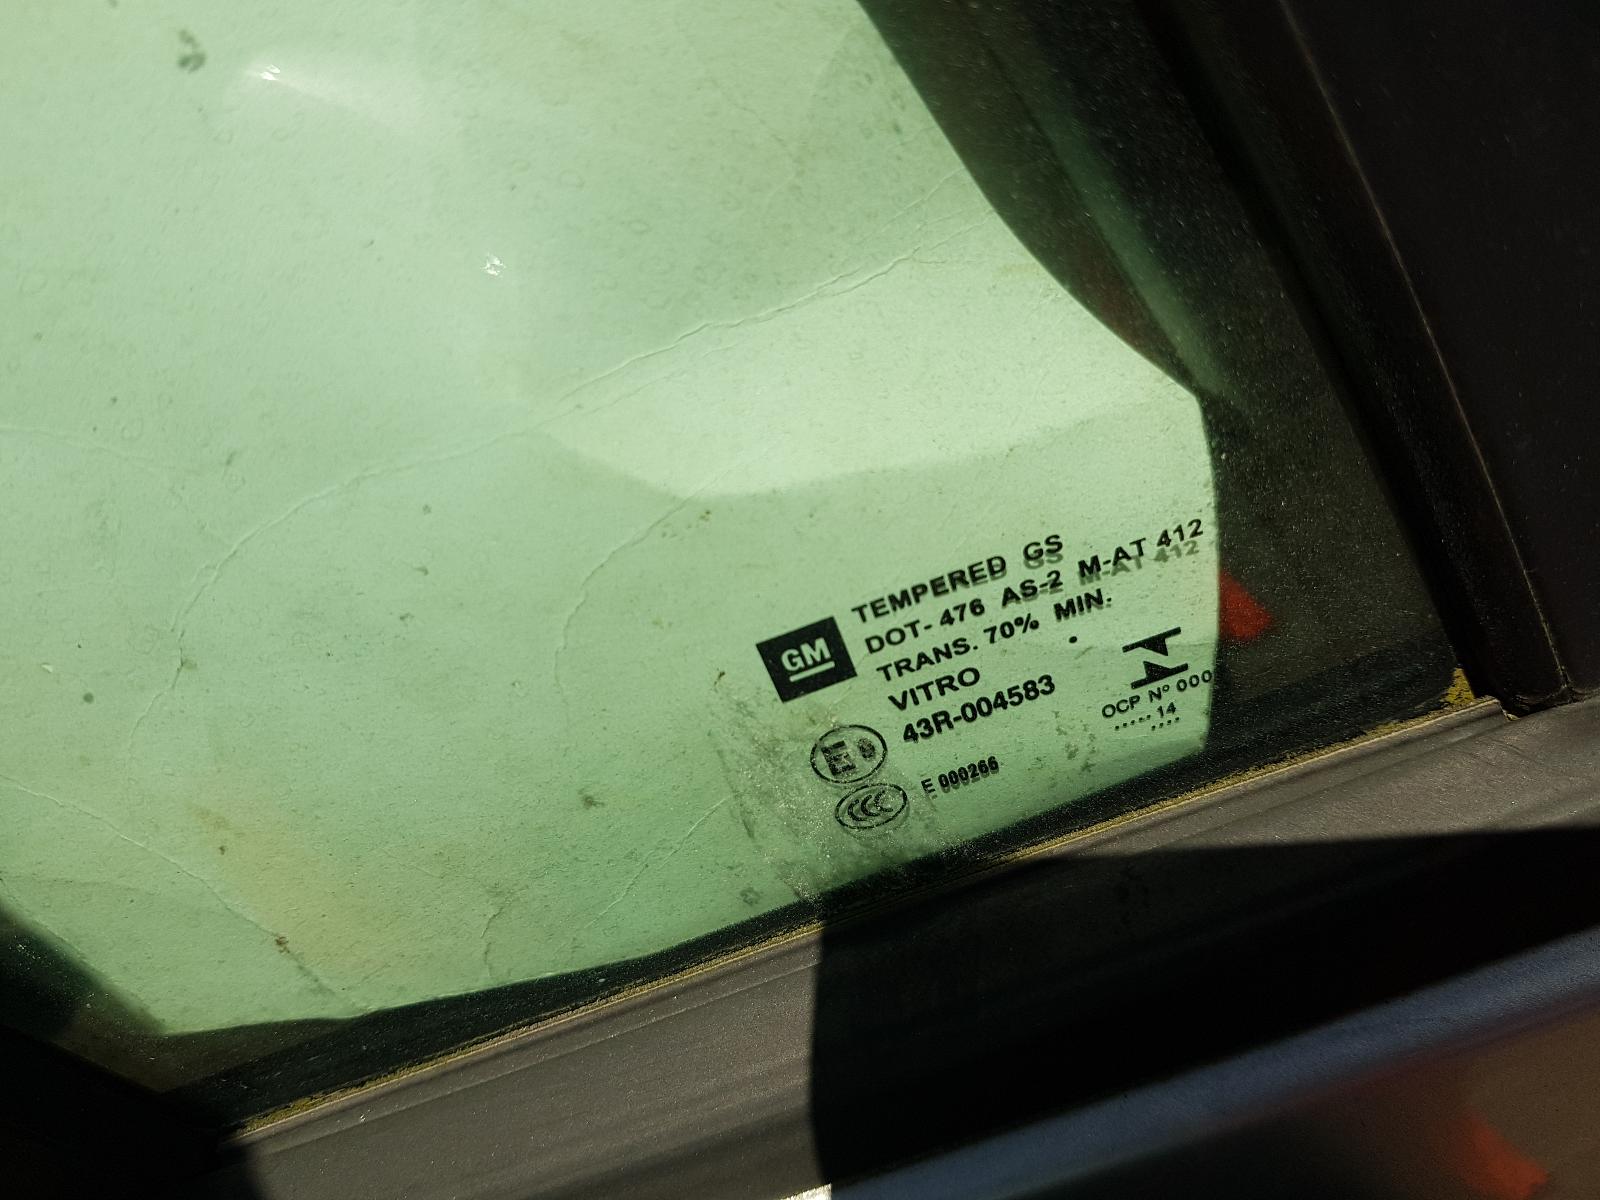 GM
TEMPERED GS
DOT-476 AS-2 M-AT 412
TRANS. 70% MIN.
VITRO
43R-004583
E
CCC
E 000266
OCP Nº 000
..... 14
....